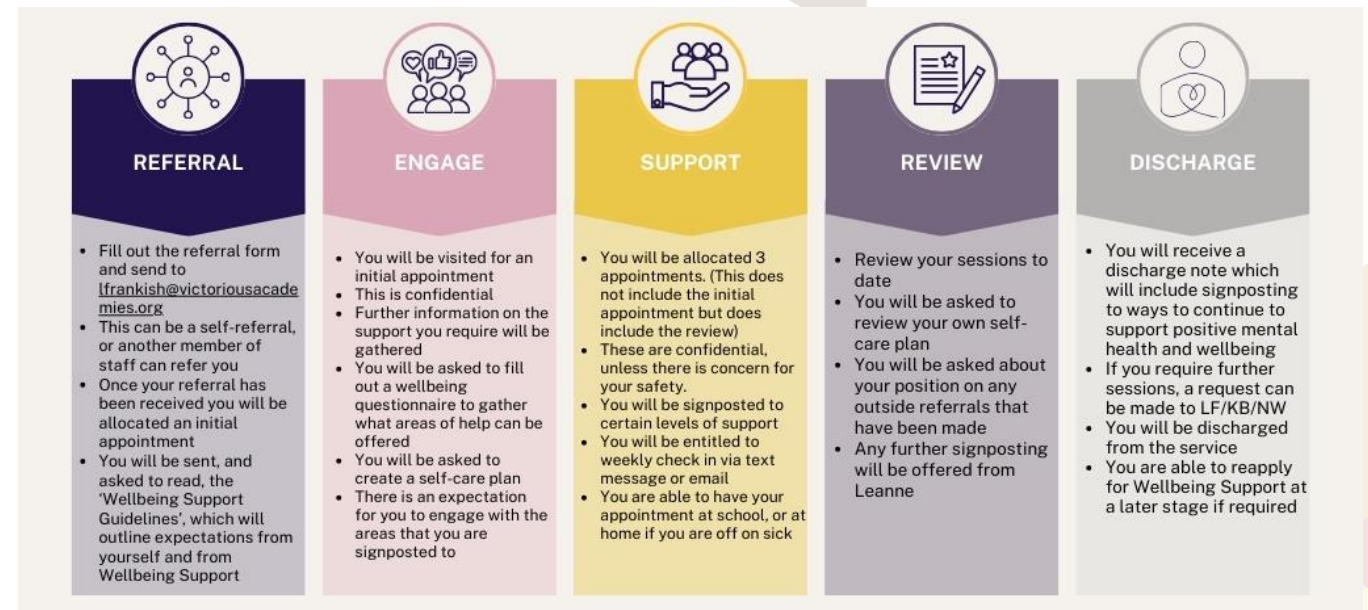 REFERRAL
• Fill out the referral form
and send to
lfrankish@victoriousacade
mies.org
• This can be a self-referral,
or another member of
staff can refer you
• Once your referral has
been received you will be
allocated an initial
appointment
• You will be sent, and
asked to read, the
‘Wellbeing Support
Guidelines’, which will
outline expectations from
yourself and from
Wellbeing Support
ENGAGE
• You will be visited for an
initial appointment
• This is confidential
• Further information on the
support you require will be
gathered
• You will be asked to fill
out a wellbeing
questionnaire to gather
what areas of help can be
offered
• You will be asked to
create a self-care plan
• There is an expectation
for you to engage with the
areas that you are
signposted to
SUPPORT
• You will be allocated 3
appointments. (This does
not include the initial
appointment but does
include the review)
• These are confidential,
unless there is concern for
your safety.
• You will be signposted to
certain levels of support
• You will be entitled to
weekly check in via text
message or email
• You are able to have your
appointment at school, or at
home if you are off on sick
REVIEW
• Review your sessions to
date
• You will be asked to
review your own self-
care plan
• You will be asked about
your position on any
outside referrals that
have been made
• Any further signposting
will be offered from
Leanne
DISCHARGE
• You will receive a
discharge note which
will include signposting
to ways to continue to
support positive mental
health and wellbeing
• If you require further
sessions, a request can
be made to LF/KB/NW
• You will be discharged
from the service
• You are able to reapply
for Wellbeing Support at
a later stage if required